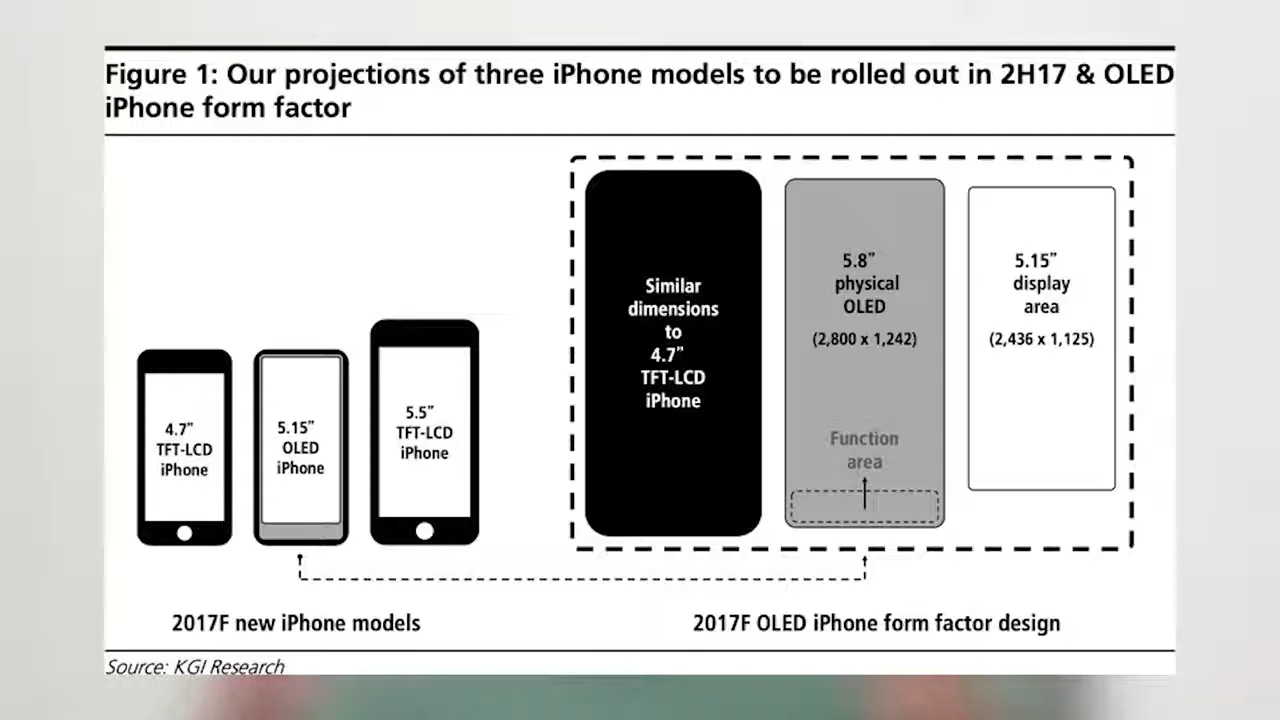 Figure 1: Our projections of three iPhone models to be rolled out in 2H17 & OLED
iPhone form factor
4.7”
TFT-LCD
iPhone
5.15”
OLED
iPhone
5.5”
TFT-LCD
iPhone
Similar
dimensions
to
4.7”
TFT-LCD
iPhone
5.8”
physical
OLED
(2,800 x 1,242)
Function
area
5.15”
display
area
(2,436 x 1,125)
2017F new iPhone models
2017F OLED iPhone form factor design
Source: KGI Research